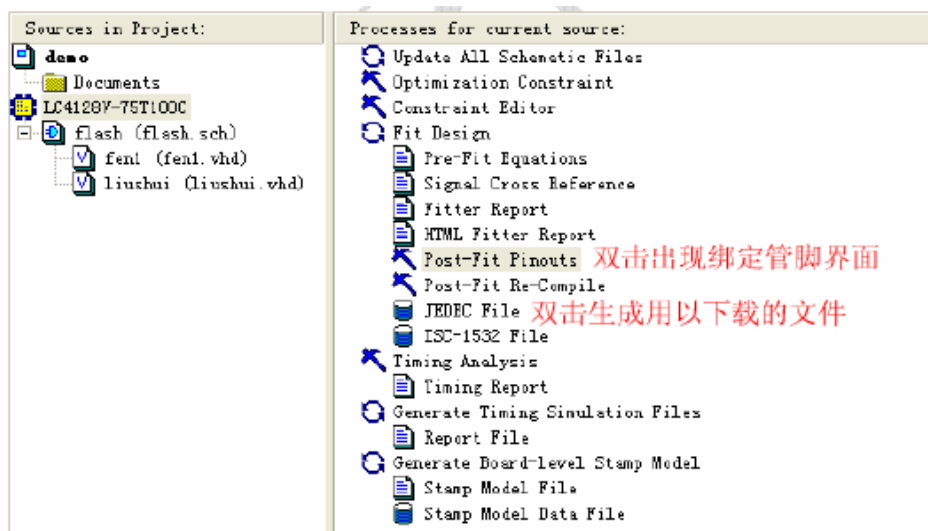 Sources in Project:
demo
Documents
LC4128V-75T100C
flash (flash.sch)
fen1 (fen1.vhd)
liushui (liushui.vhd)
Processes for current source:
Update All Schematic Files
Optimization Constraint
Constraint Editor
Fit Design
Pre-Fit Equations
Signal Cross Reference
Fitter Report
HTML Fitter Report
Post-Fit Pinouts 双击出现绑定管脚界面
Post-Fit Re-Compile
JEDEC File 双击生成用以下载的文件
ISC-1532 File
Timing Analysis
Timing Report
Generate Timing Simulation Files
Report File
Generate Board-level Stamp Model
Stamp Model File
Stamp Model Data File